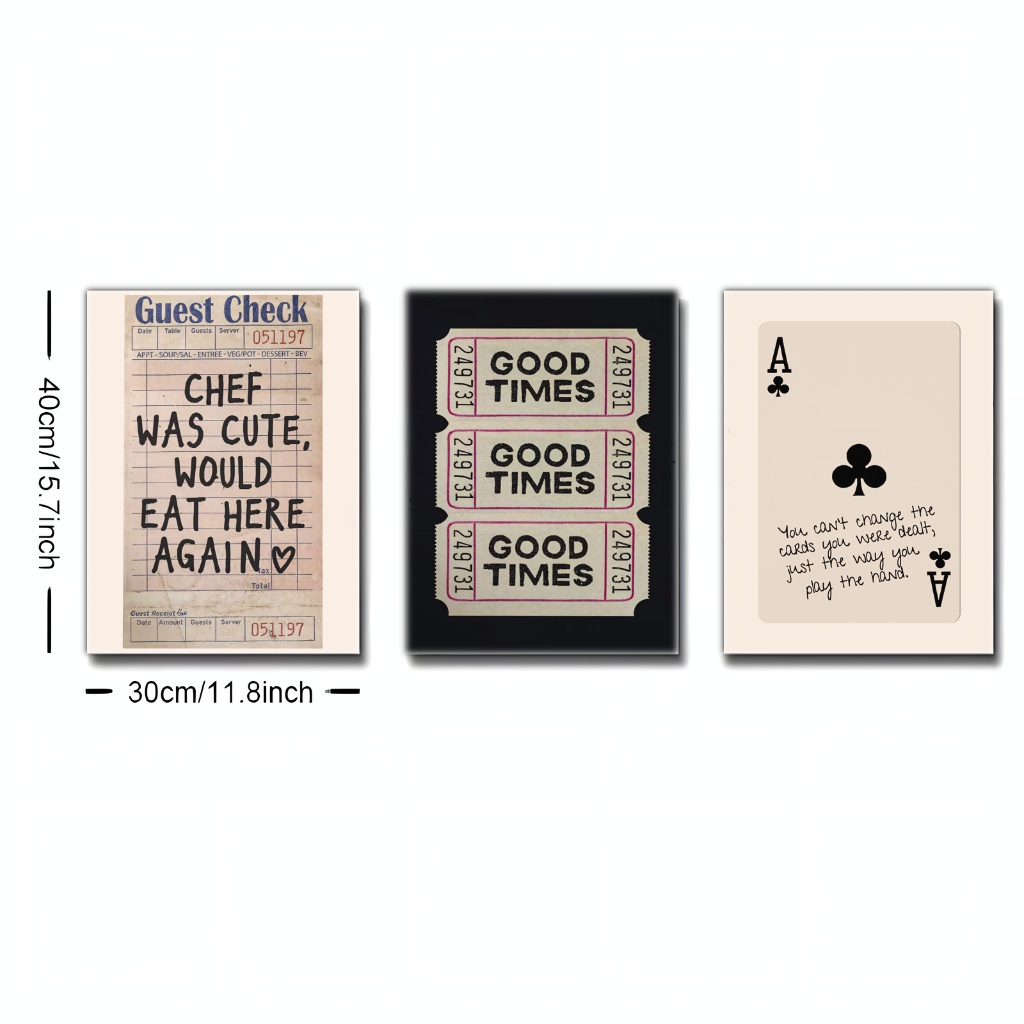 40cm/15.7inch
30cm/11.8inch
Guest Check
Date Table Guests Server 051197
APPT - SOUP/SAL - ENTREE - VEG/POT - DESSERT - BEV
CHEF
WAS CUTE,
WOULD
EAT HERE
AGAIN♡
Tax
Total
Guest Receipt
Date Amount Guests Server 051197
249731 GOOD TIMES 249731
249731 GOOD TIMES 249731
249731 GOOD TIMES 249731
A
You can't change the
cards you were dealt,
just the way you
play the hand.
A